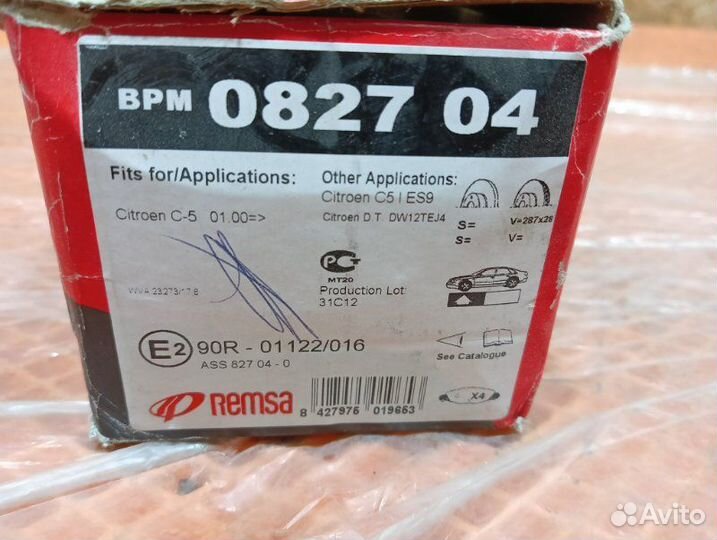 BPM 0827 04
Fits for/Applications:
Citroen C-5 01.00=>
WVA 23273/17.8
Other Applications:
Citroen C5 I ES9
Citroen D.T. DW12TEJ4
S= V=287x28
S= V=
PCT
MT20
Production Lot:
31C12
See Catalogue
E2 90R - 01122/016
ASS 827 04 - 0
REMSA
8 427975 019653
X4
Avito